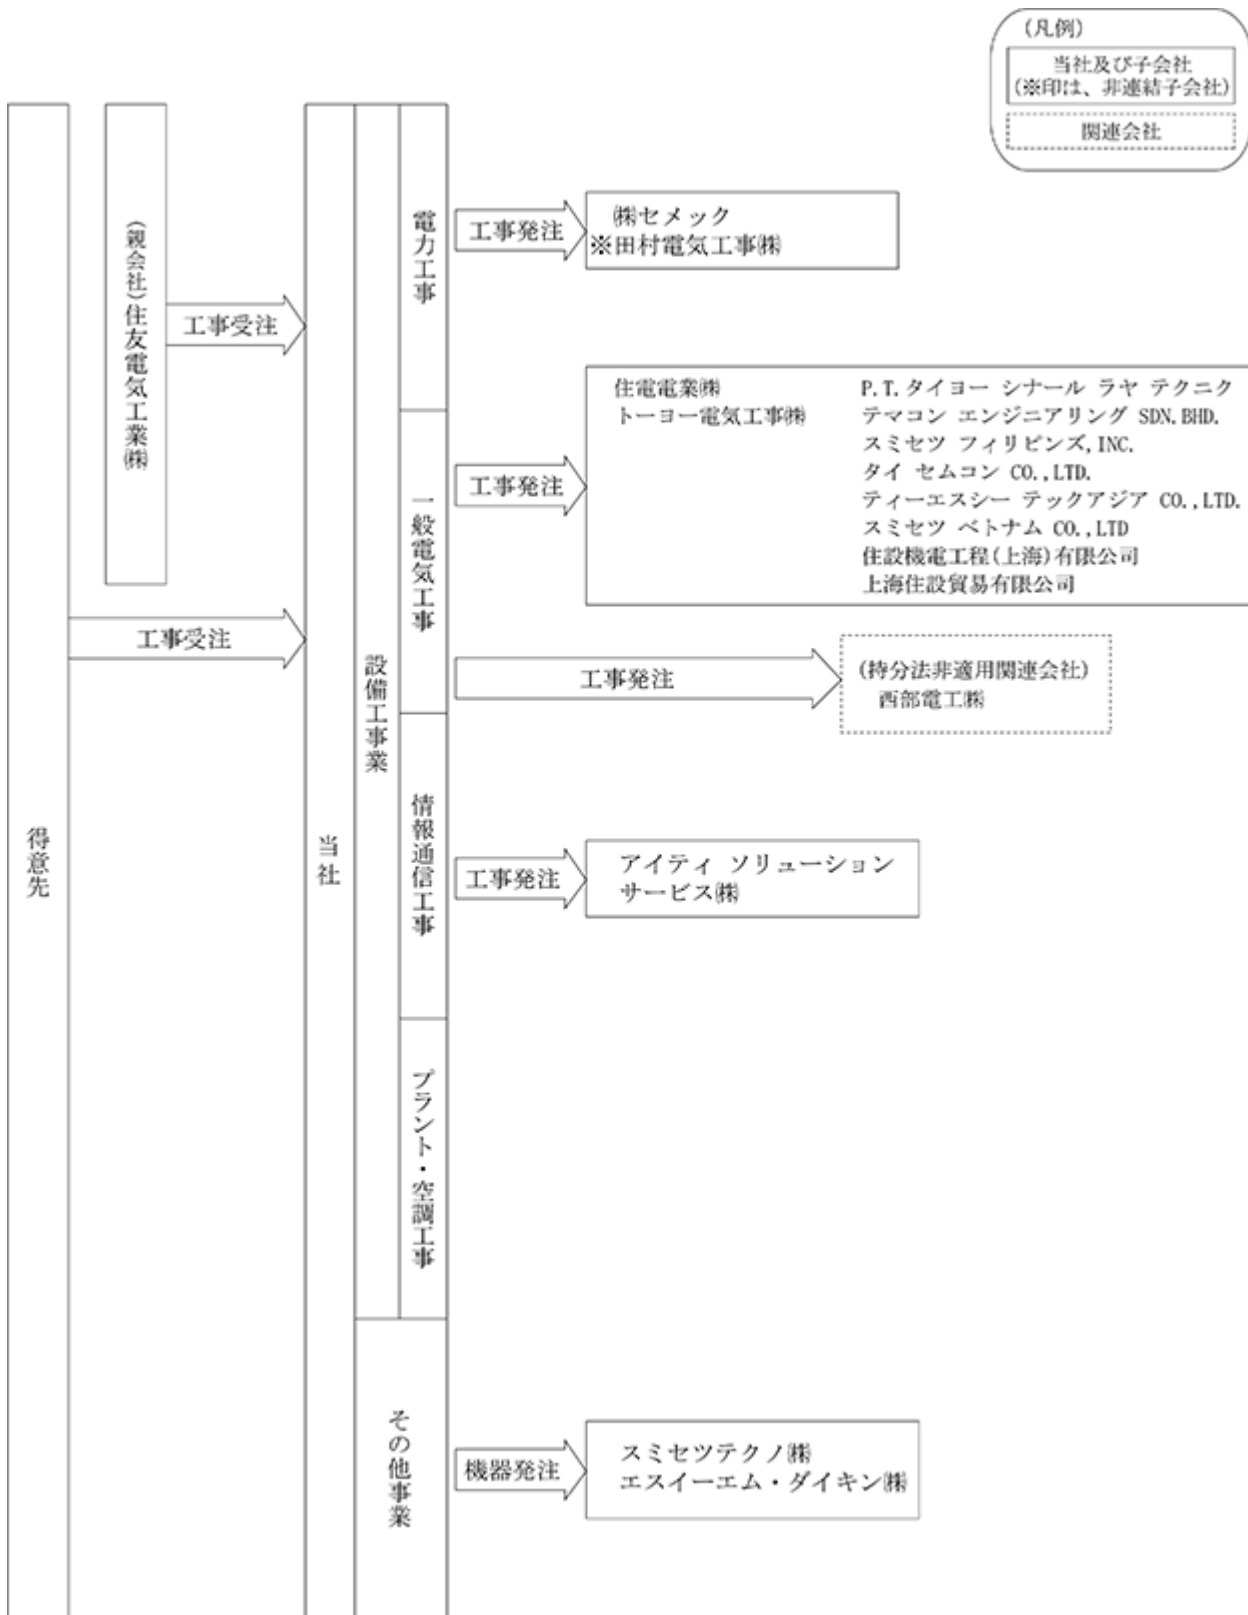 (凡例)
当社及び子会社
(※印は、非連結子会社)
関連会社
得意先
(親会社)住友電気工業㈱
工事受注
工事受注
当社
設備工事業
電力工事
工事発注
㈱セメック
※田村電気工事㈱
一般電気工事
工事発注
住電電業㈱
トーヨー電気工事㈱
P.T.タイヨー シナール ラヤ テクニク
テマコン エンジニアリング SDN.BHD.
スミセツ フィリピンズ,INC.
タイ セムコン CO.,LTD.
ティーエスシー テックアジア CO.,LTD.
スミセツ ベトナム CO.,LTD
住設機電工程(上海)有限公司
上海住設貿易有限公司
工事発注
(持分法非適用関連会社)
西部電工㈱
情報通信工事
工事発注
アイティ ソリューション
サービス㈱
プラント・空調工事
その他事業
機器発注
スミセツテクノ㈱
エスイーエム・ダイキン㈱